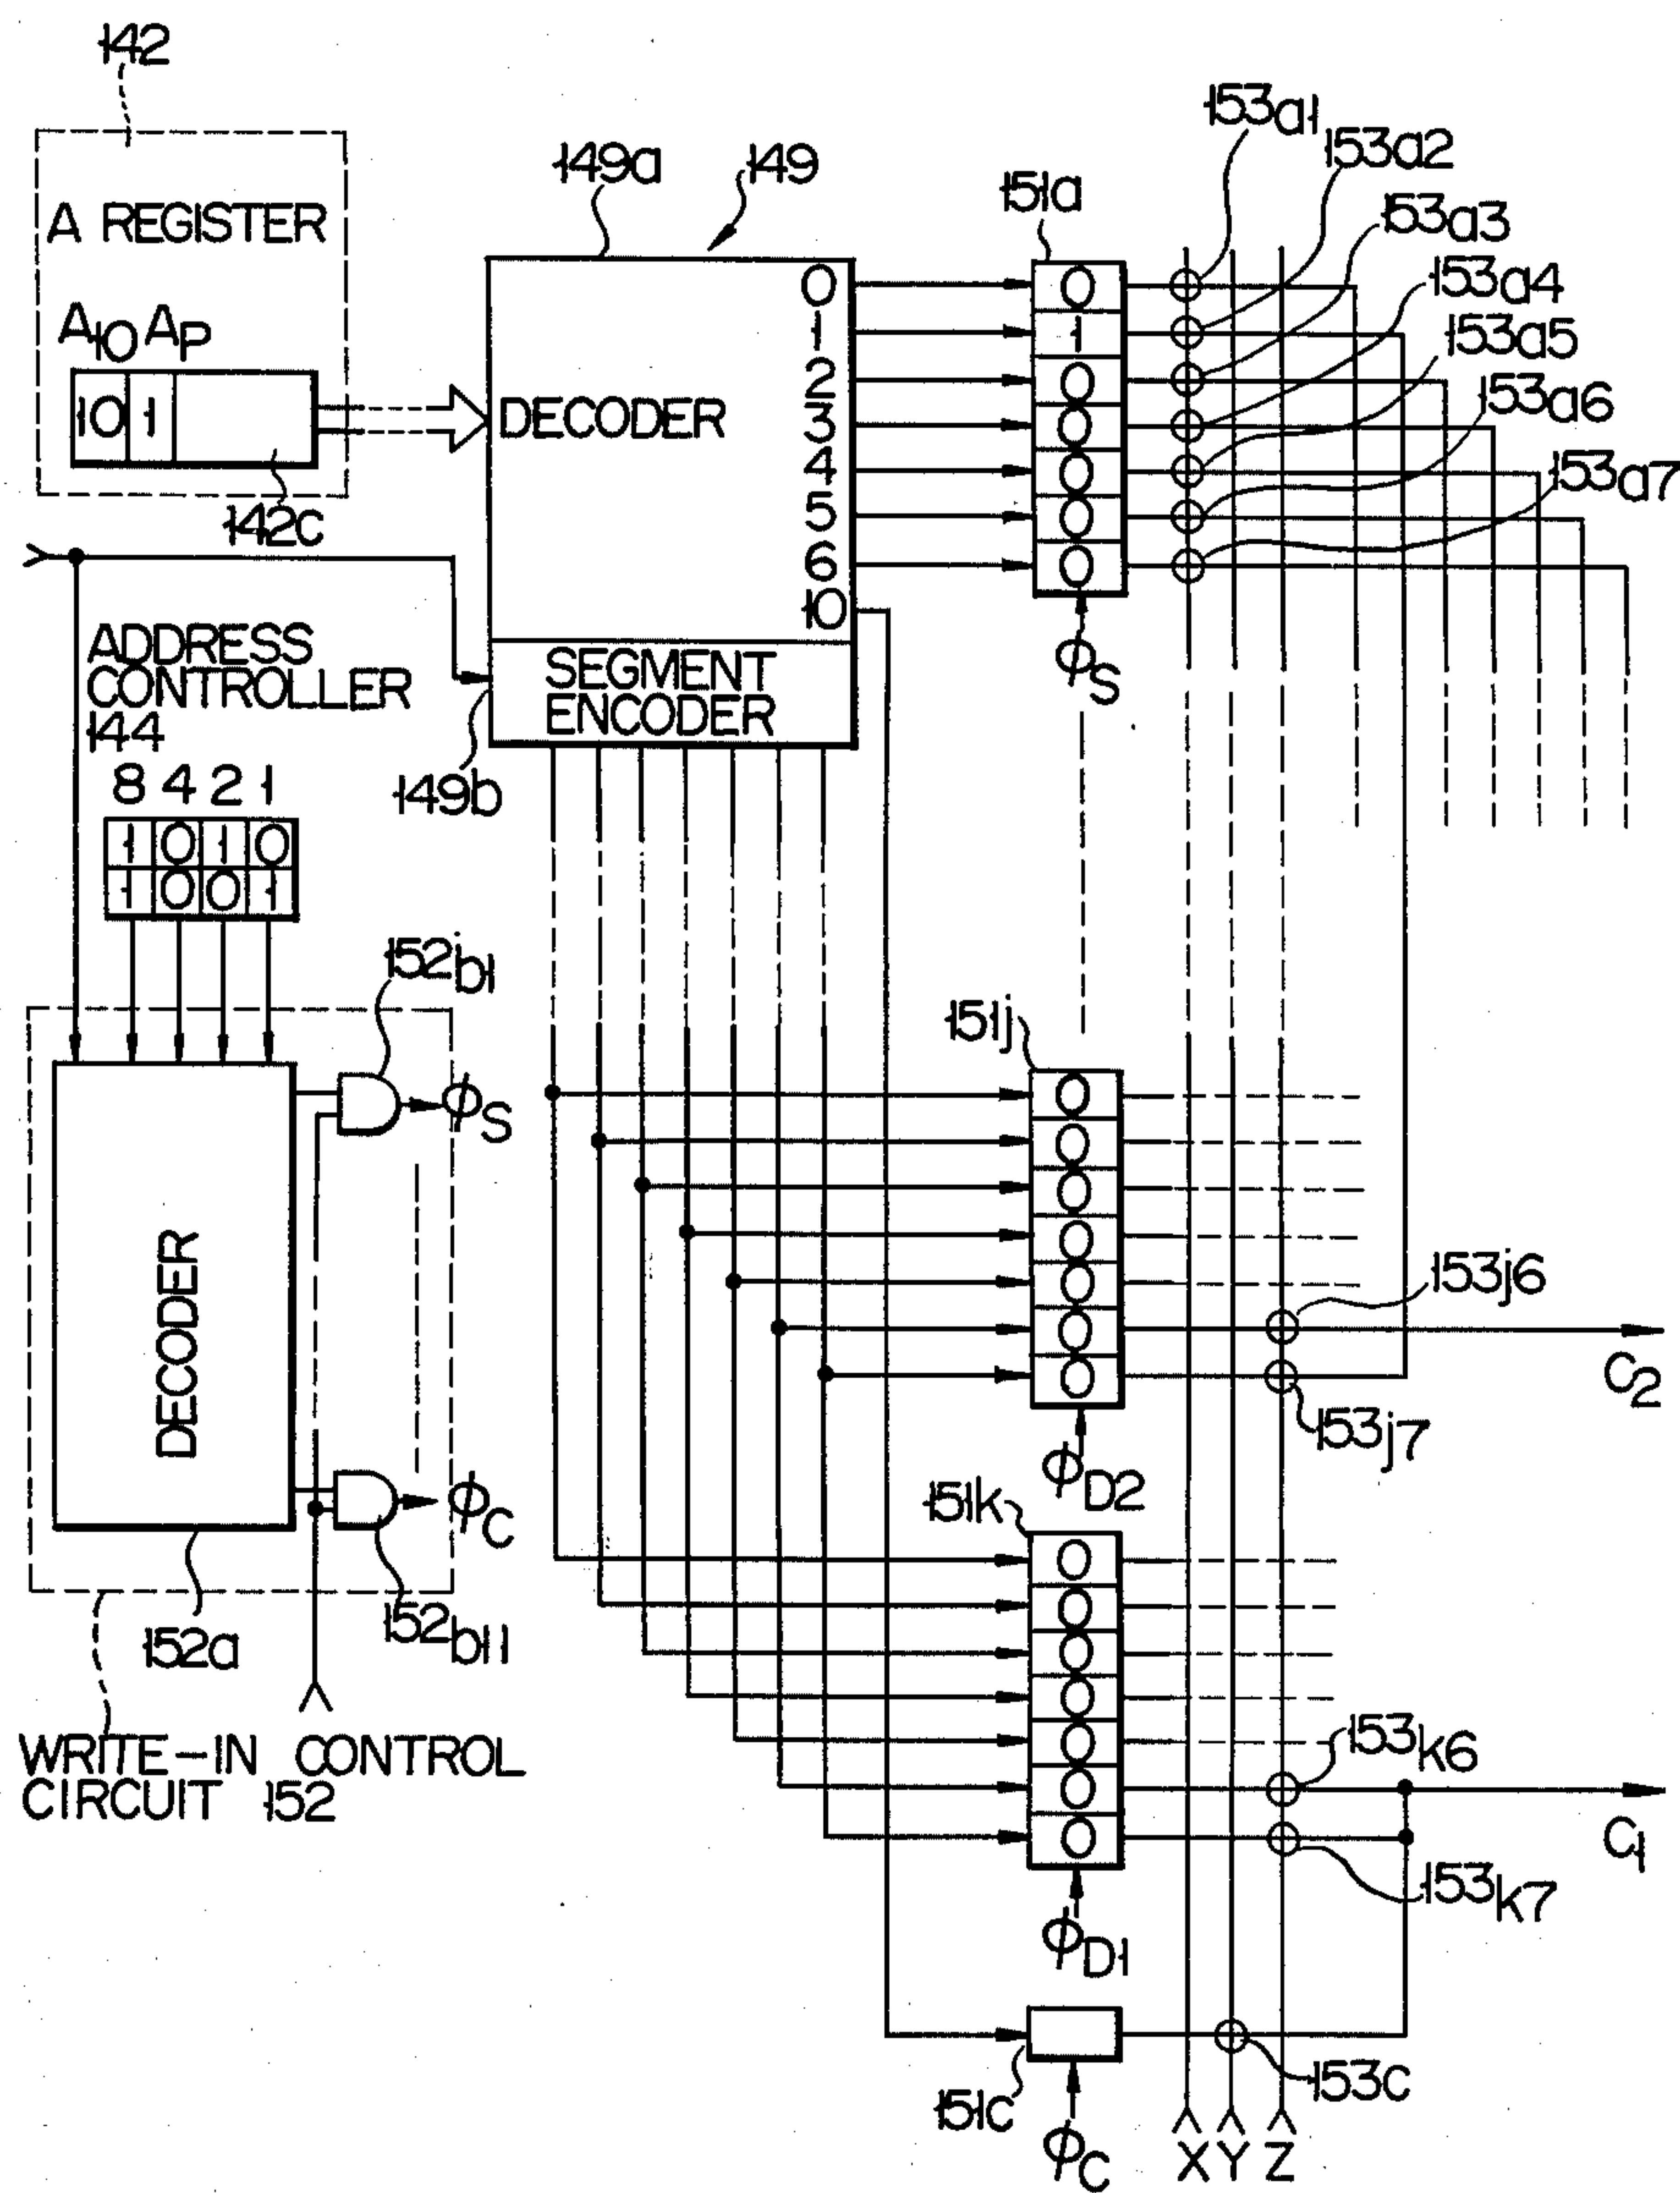 142
A REGISTER
A10 AP
10 1
142c
149a
149
DECODER
0
1
2
3
4
5
6
10
SEGMENT
ENCODER
149b
151a
0
1
0
0
0
0
0
ϕS
153a1
153a2
153a3
153a4
153a5
153a6
153a7
ADDRESS
CONTROLLER
144
8 4 2 1
1 0 1 0
1 0 0 1
152b1
ϕS
DECODER
ϕC
152a
152b11
WRITE-IN CONTROL
CIRCUIT 152
151j
0
0
0
0
0
0
0
ϕD2
153j6
C2
153j7
151k
0
0
0
0
0
0
0
ϕD1
153k6
C1
153k7
151c
ϕC
153c
X Y Z